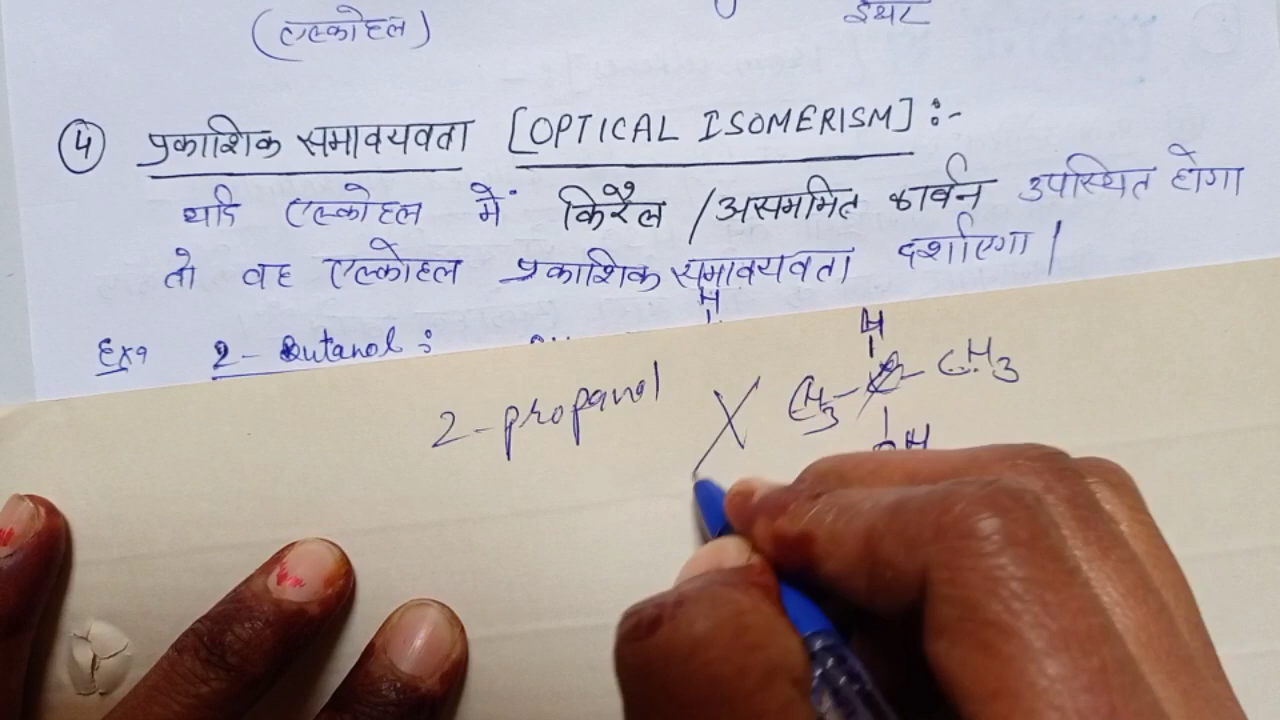 (एल्कोहल) ईथर
④ प्रकाशिक समावयवता [OPTICAL ISOMERISM] :-
यदि एल्कोहल में किरैल / असममित कार्बन उपस्थित होगा
तो वह एल्कोहल प्रकाशिक समावयवता दर्शाएगा |
Ex१ 2- Butanol : H
2-propanol X CH3-C-CH3
H
OH